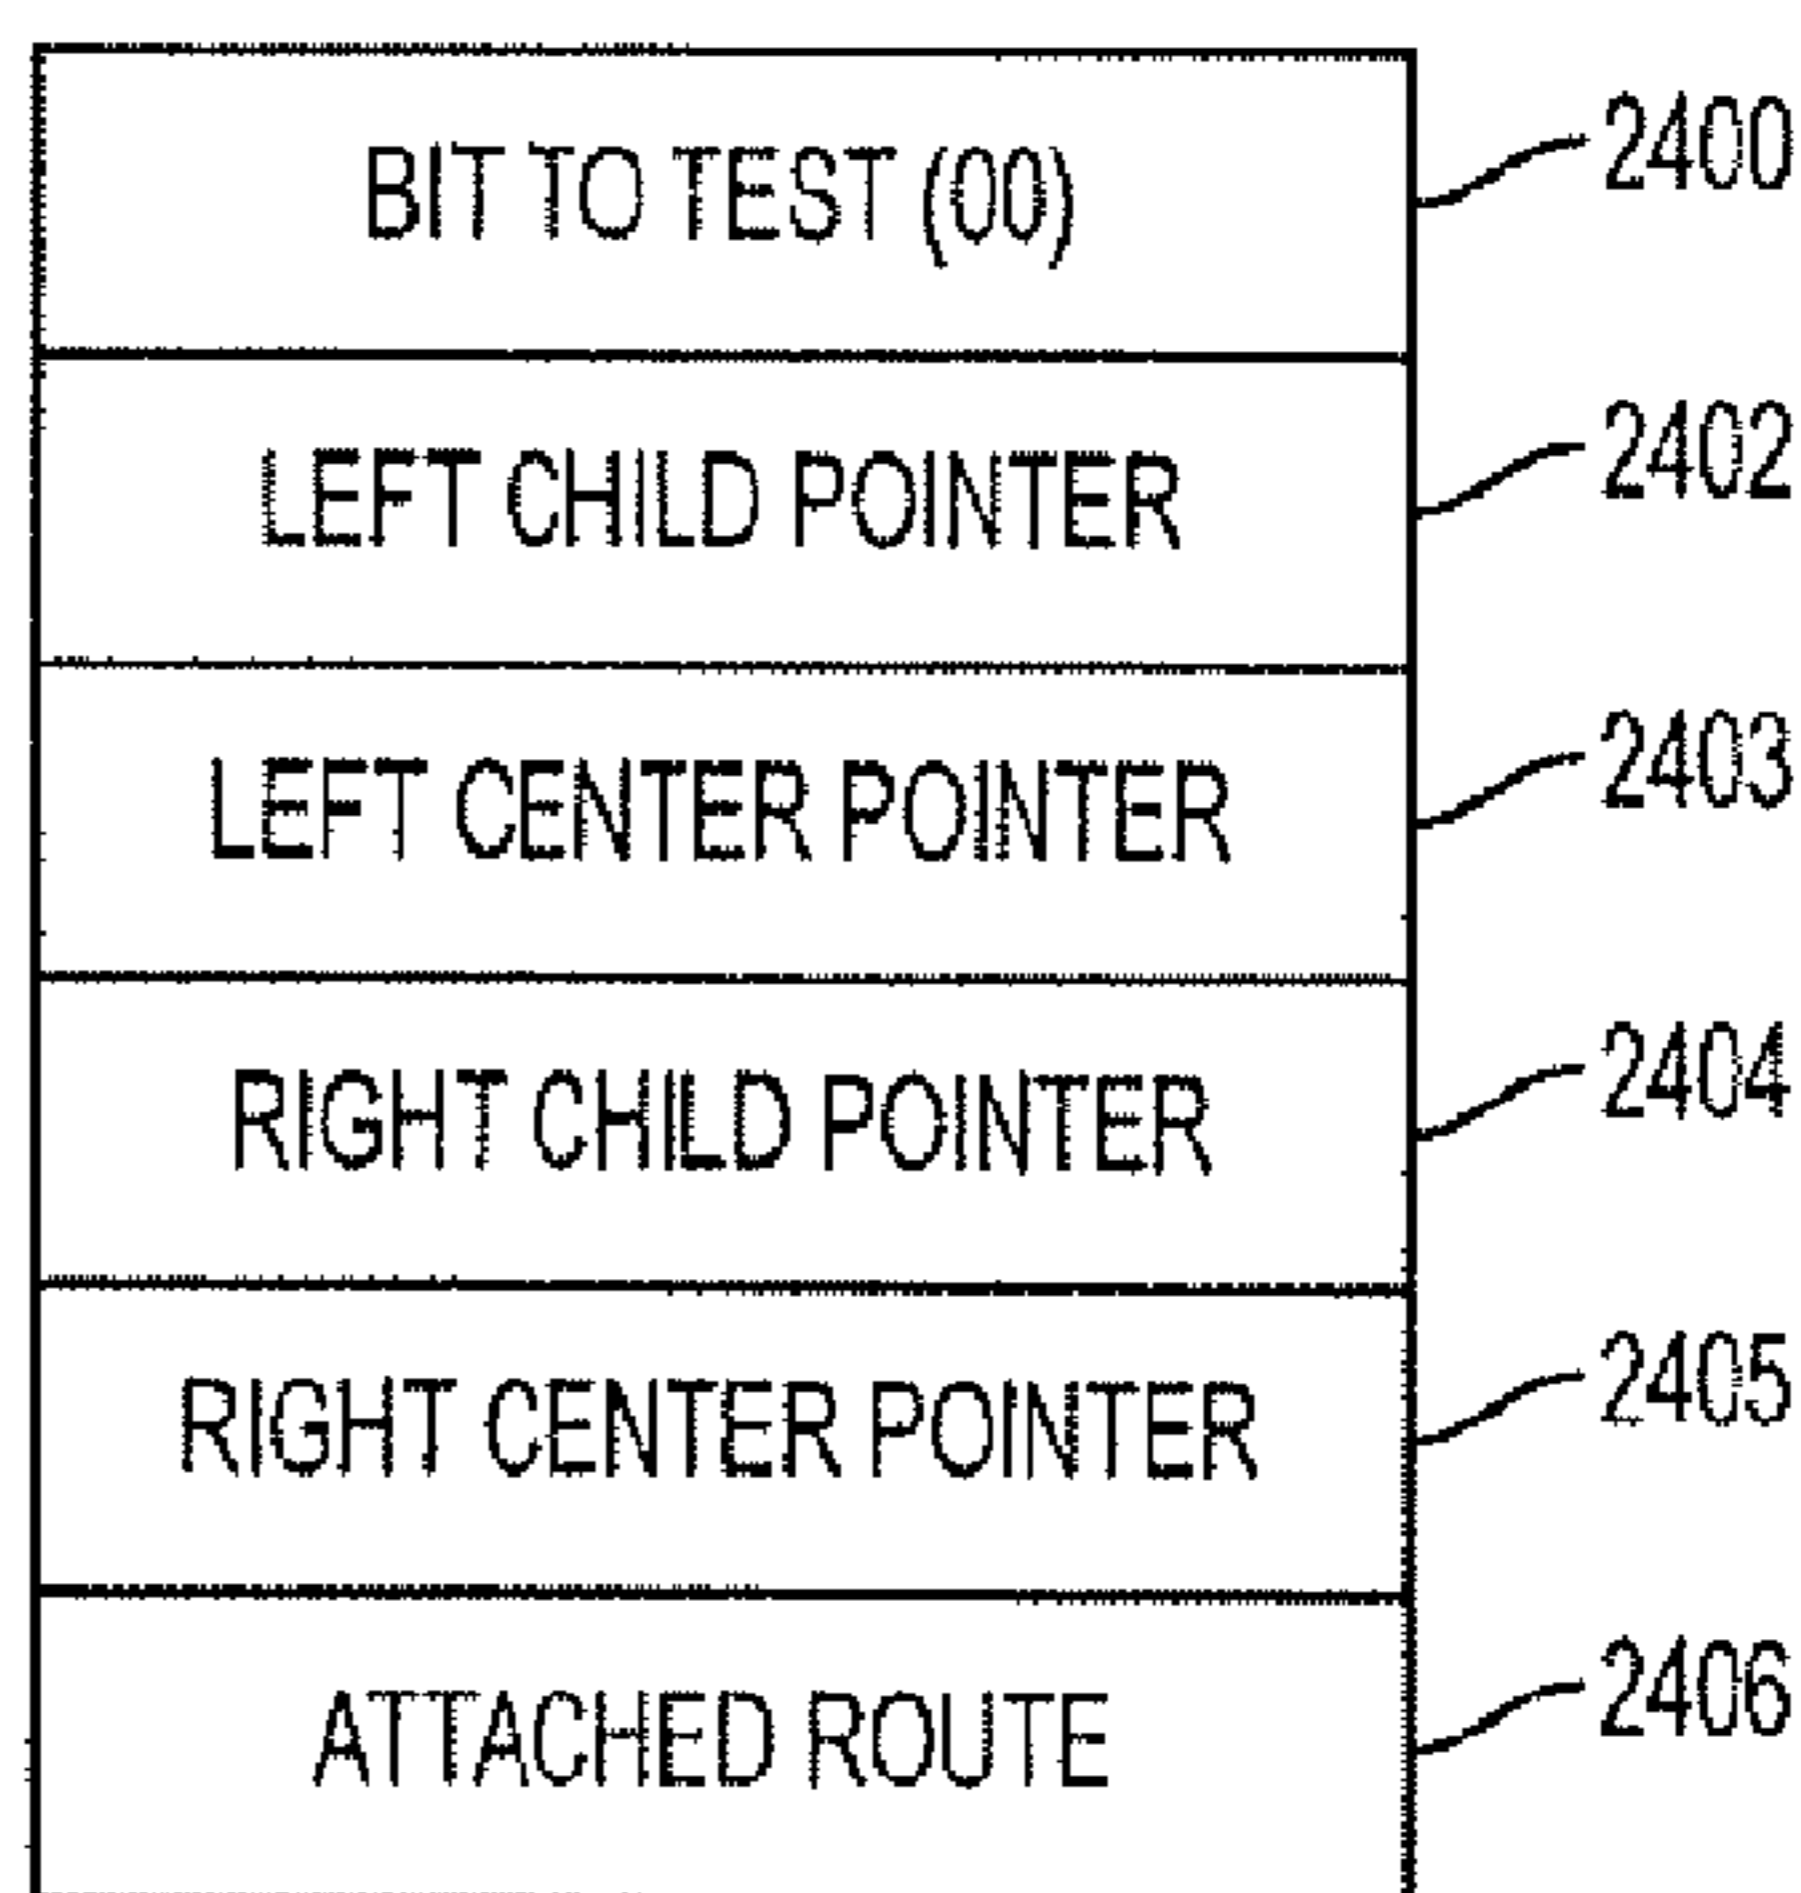 BIT TO TEST (00) 2400
LEFT CHILD POINTER 2402
LEFT CENTER POINTER 2403
RIGHT CHILD POINTER 2404
RIGHT CENTER POINTER 2405
ATTACHED ROUTE 2406